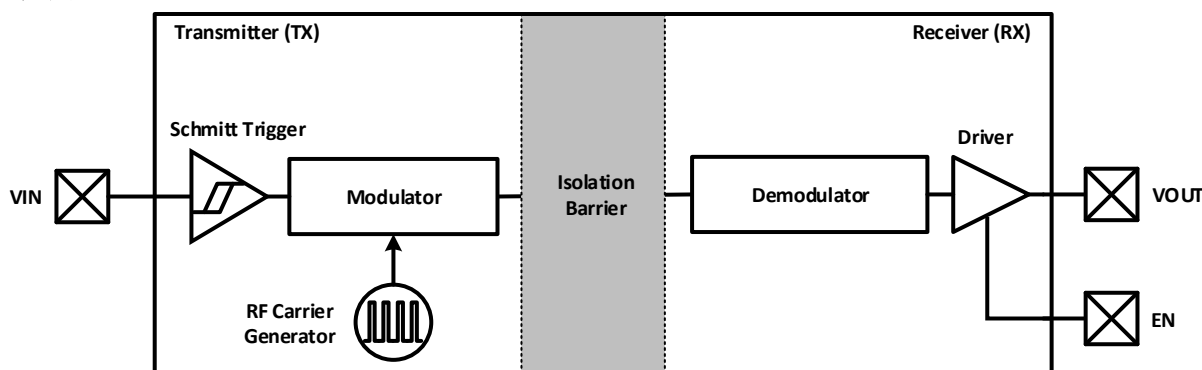 Transmitter (TX)
Receiver (RX)
Schmitt Trigger
Driver
VIN
Modulator
Isolation
Barrier
Demodulator
VOUT
RF Carrier
Generator
EN